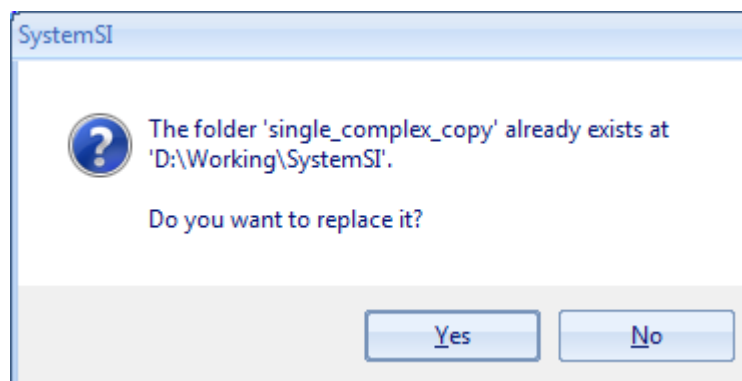 SystemSI
The folder 'single_complex_copy' already exists at
'D:\Working\SystemSI'.
Do you want to replace it?
Yes
No